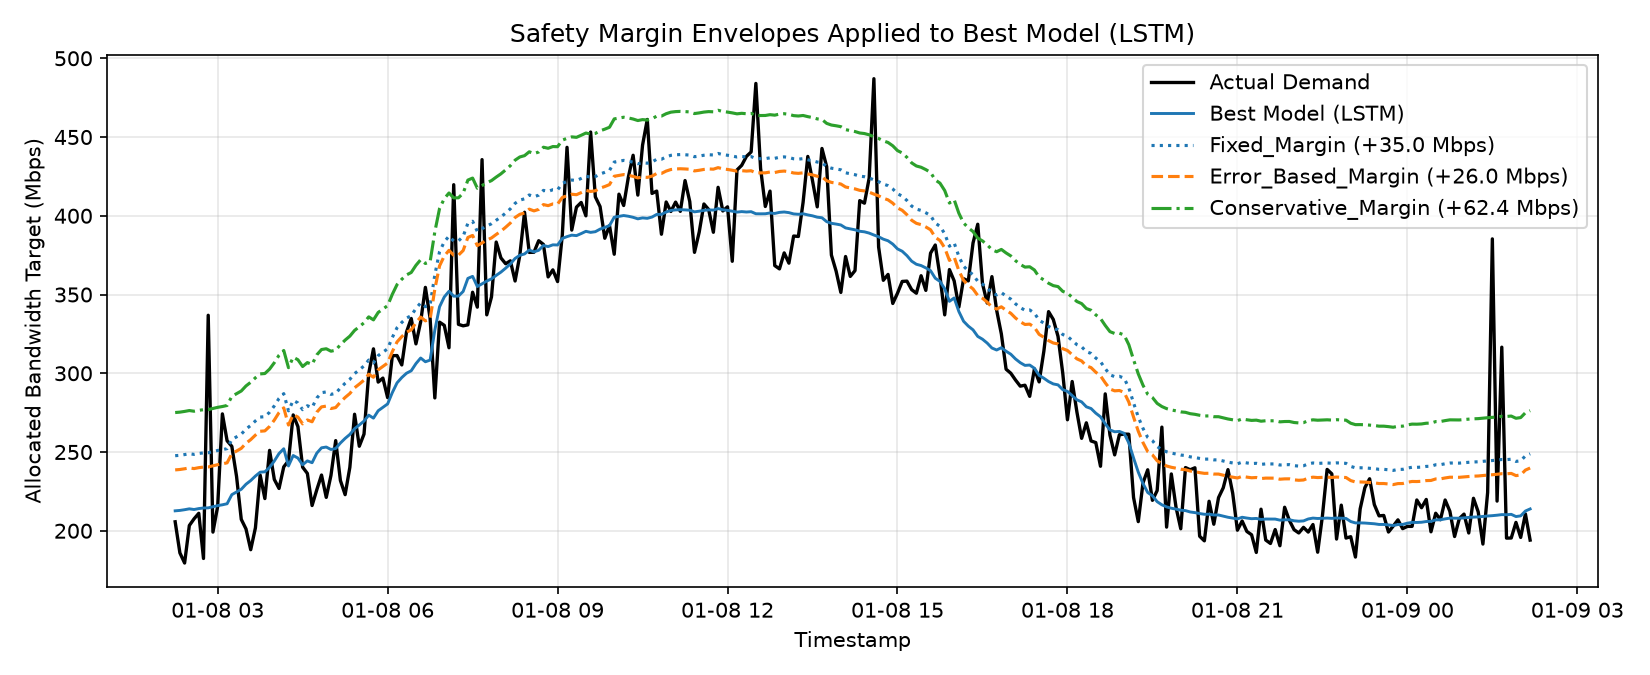 Safety Margin Envelopes Applied to Best Model (LSTM)
Allocated Bandwidth Target (Mbps)
500
450
400
350
300
250
200
Actual Demand
Best Model (LSTM)
Fixed_Margin (+35.0 Mbps)
Error_Based_Margin (+26.0 Mbps)
Conservative_Margin (+62.4 Mbps)
01-08 03
01-08 06
01-08 09
01-08 12
01-08 15
01-08 18
01-08 21
01-09 00
01-09 03
Timestamp